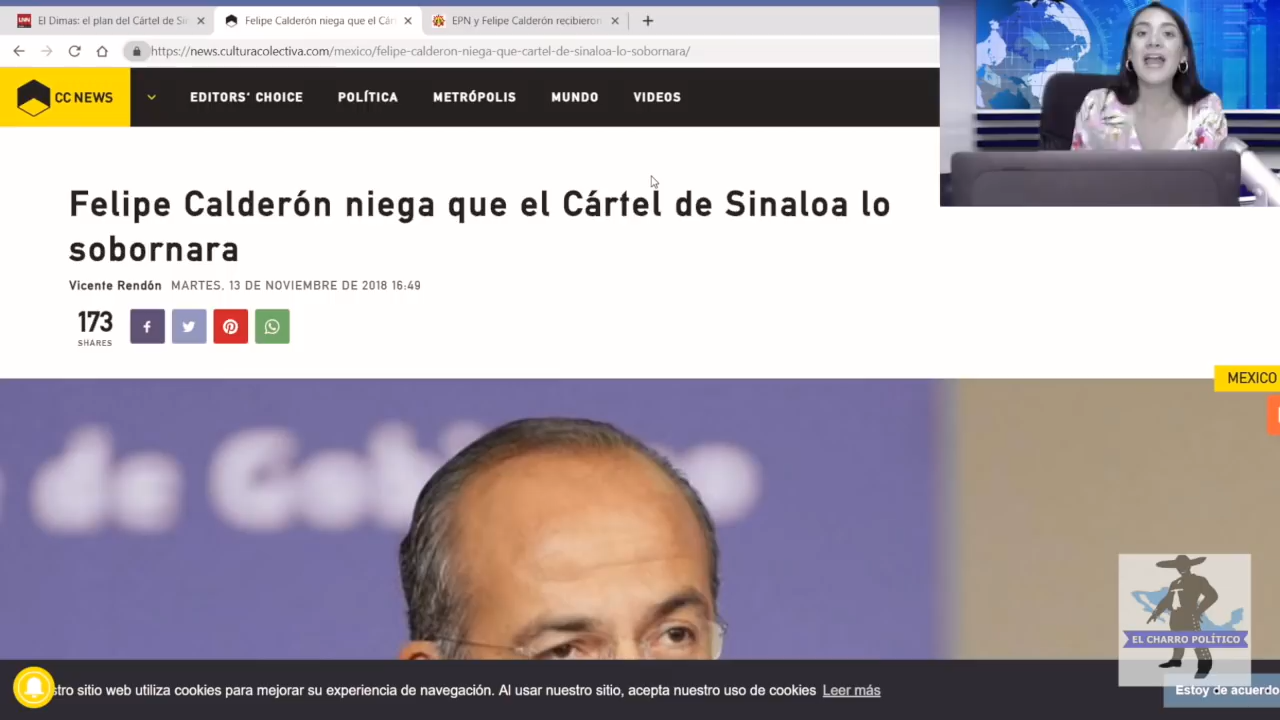 El Dimas: el plan del Cártel de Si
Felipe Calderón niega que el Cár
EPN y Felipe Calderón recibieron
https://news.culturacolectiva.com/mexico/felipe-calderon-niega-que-cartel-de-sinaloa-lo-sobornara/
CC NEWS
EDITORS' CHOICE
POLÍTICA
METRÓPOLIS
MUNDO
VIDEOS
Felipe Calderón niega que el Cártel de Sinaloa lo
sobornara
Vicente Rendón MARTES, 13 DE NOVIEMBRE DE 2018 16:49
173
SHARES
MEXICO
de Gob
o
EL CHARRO POLÍTICO
stro sitio web utiliza cookies para mejorar su experiencia de navegación. Al usar nuestro sitio, acepta nuestro uso de cookies Leer más
Estoy de acuerdo